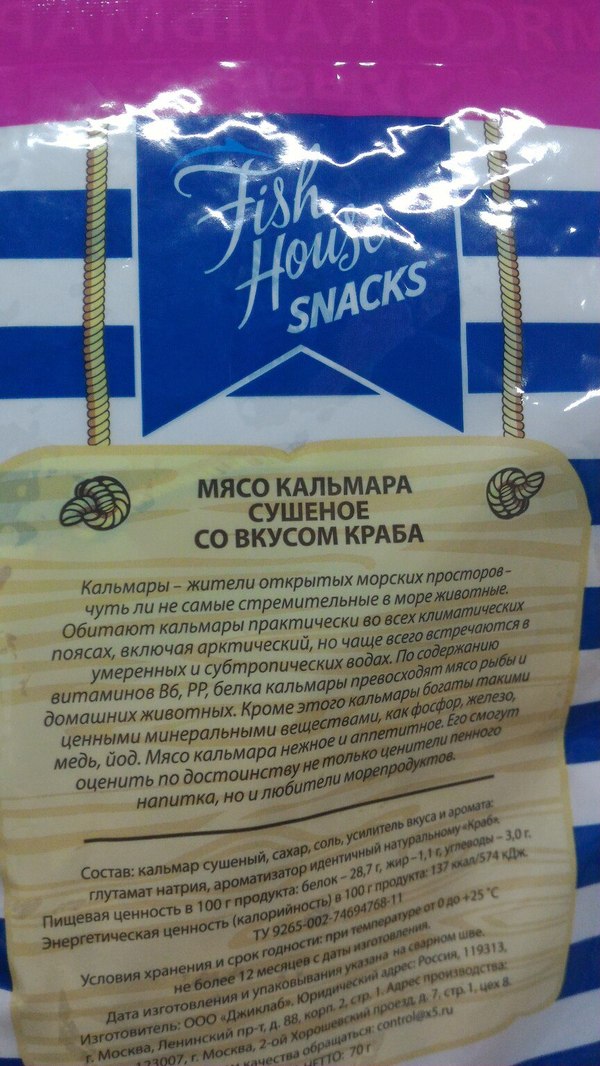 МЯСО КАЛЬМАРА
Fish
House
SNACKS
МЯСО КАЛЬМАРА
СУШЕНОЕ
СО ВКУСОМ КРАБА
Кальмары – жители открытых морских просторов –
чуть ли не самые стремительные в море животные.
Обитают кальмары практически во всех климатических
поясах, включая арктический, но чаще всего встречаются в
умеренных и субтропических водах. По содержанию
витаминов В6, РР, белка кальмары превосходят мясо рыбы и
домашних животных. Кроме этого кальмары богаты такими
ценными минеральными веществами, как фосфор, железо,
медь, йод. Мясо кальмара нежное и аппетитное. Его смогут
оценить по достоинству не только ценители пенного
напитка, но и любители морепродуктов.
Состав: кальмар сушеный, сахар, соль, усилитель вкуса и аромата:
глутамат натрия, ароматизатор идентичный натуральному «Краб».
Пищевая ценность в 100 г продукта: белок – 28,7 г, жир – 1,1 г, углеводы – 3,0 г.
Энергетическая ценность (калорийность) в 100 г продукта: 137 ккал/574 кДж.
ТУ 9265-002-74694768-11
Условия хранения и срок годности: при температуре от 0 до +25 °С
не более 12 месяцев с даты изготовления.
Дата изготовления и упаковывания указана на сварном шве.
Изготовитель: ООО «Джиклаб». Юридический адрес: Россия, 119313,
г. Москва, Ленинский пр-т, д. 88, корп. 2, стр. 1. Адрес производства:
123007, г. Москва, 2-ой Хорошевский проезд, д. 7, стр. 1, цех 8.
качества обращаться: control@x5.ru
НЕТТО: 70 г